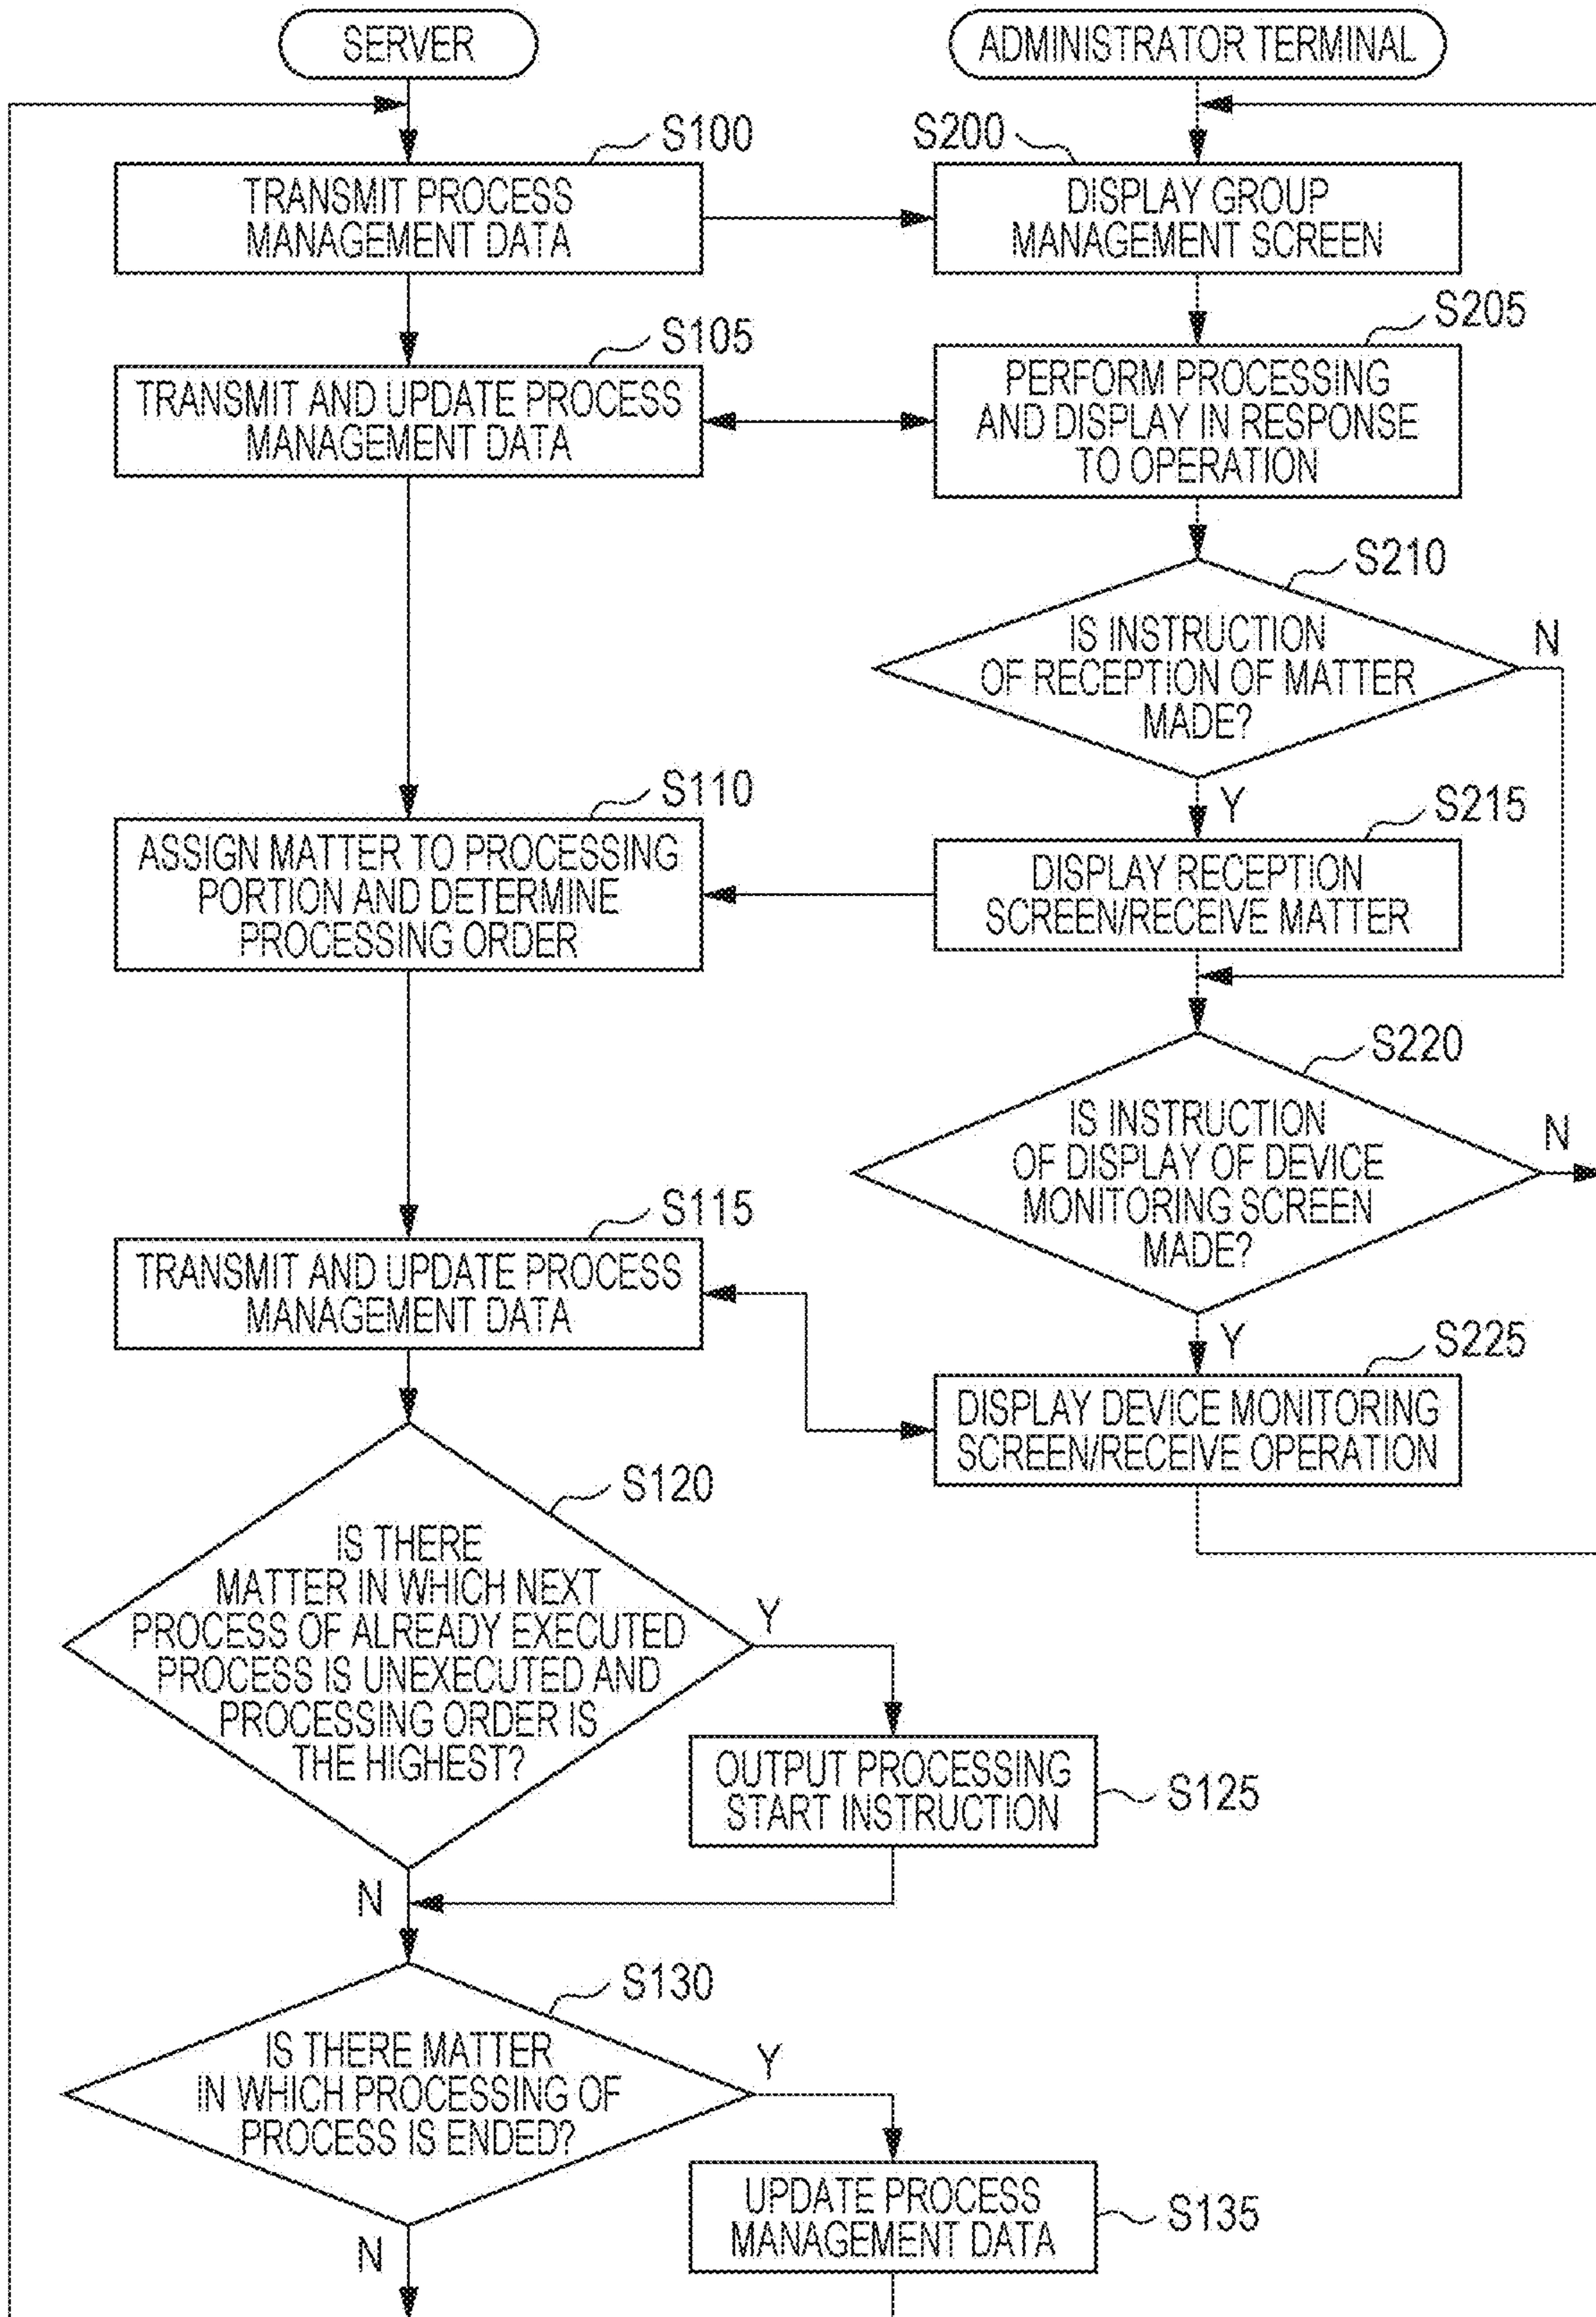 SERVER
S100
TRANSMIT PROCESS
MANAGEMENT DATA
S105
TRANSMIT AND UPDATE PROCESS
MANAGEMENT DATA
S110
ASSIGN MATTER TO PROCESSING
PORTION AND DETERMINE
PROCESSING ORDER
S115
TRANSMIT AND UPDATE PROCESS
MANAGEMENT DATA
S120
IS THERE
MATTER IN WHICH NEXT
PROCESS OF ALREADY EXECUTED
PROCESS IS UNEXECUTED AND
PROCESSING ORDER IS
THE HIGHEST?
Y
OUTPUT PROCESSING
START INSTRUCTION
S125
N
S130
IS THERE MATTER
IN WHICH PROCESSING OF
PROCESS IS ENDED?
Y
UPDATE PROCESS
MANAGEMENT DATA
S135
N
ADMINISTRATOR TERMINAL
S200
DISPLAY GROUP
MANAGEMENT SCREEN
S205
PERFORM PROCESSING
AND DISPLAY IN RESPONSE
TO OPERATION
S210
IS INSTRUCTION
OF RECEPTION OF MATTER
MADE?
N
Y
S215
DISPLAY RECEPTION
SCREEN/RECEIVE MATTER
S220
IS INSTRUCTION
OF DISPLAY OF DEVICE
MONITORING SCREEN
MADE?
N
Y
S225
DISPLAY DEVICE MONITORING
SCREEN/RECEIVE OPERATION